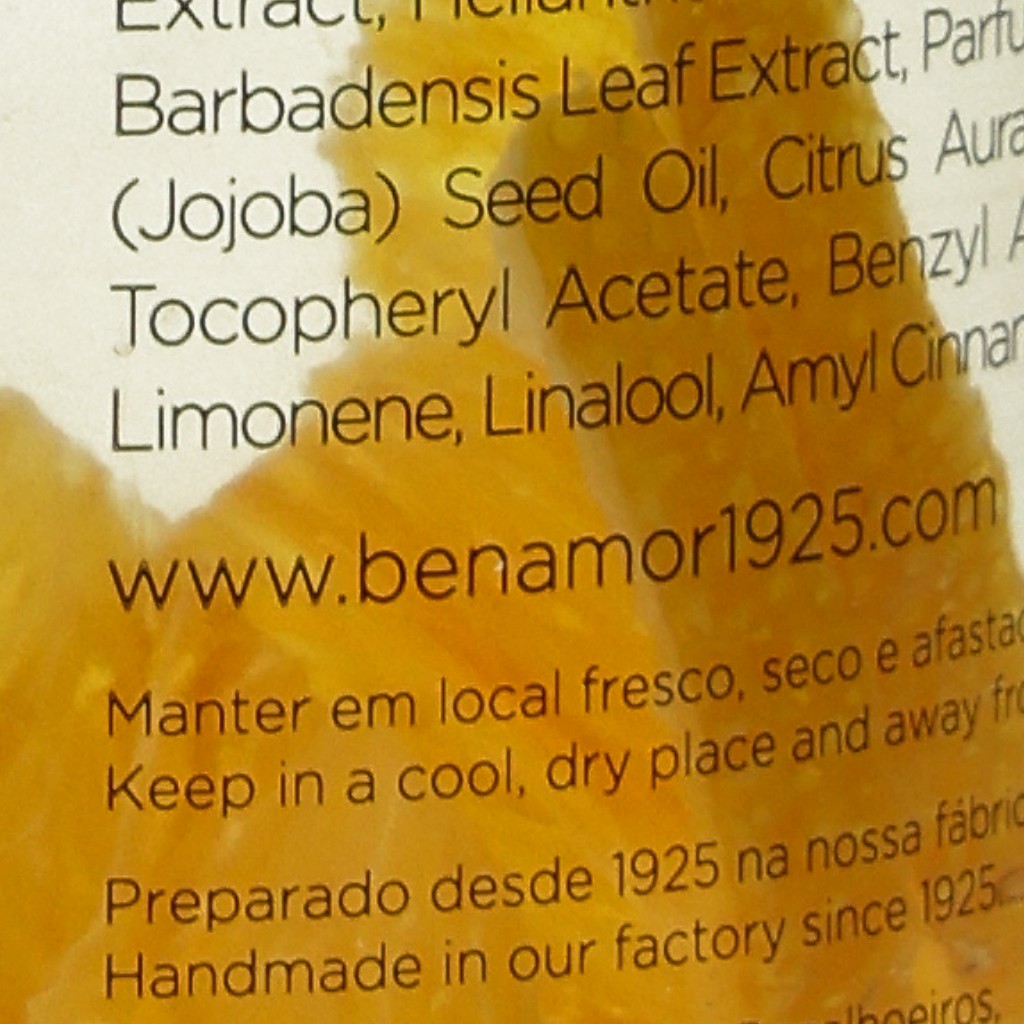 Extract,
Barbadensis Leaf Extract,
(Jojoba) Seed Oil, Citrus
Tocopheryl Acetate, Benzyl
Limonene, Linalool, Amyl
www.benamor1925.com
Manter em local fresco, seco e
Keep in a cool, dry place and away
Preparado desde 1925 na nossa
Handmade in our factory since 1925.